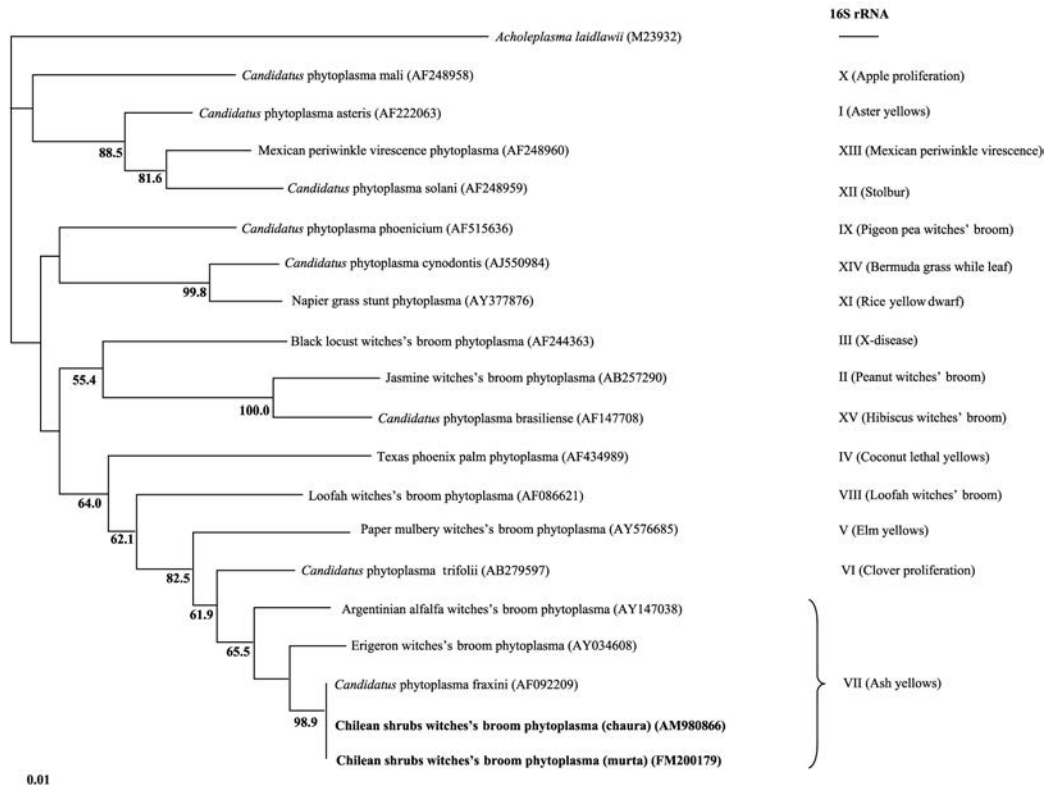 16S rRNA
Acholeplasma laidlawii (M23932)
Candidatus phytoplasma mali (AF248958) X (Apple proliferation)
Candidatus phytoplasma asteris (AF222063) I (Aster yellows)
88.5
Mexican periwinkle virescence phytoplasma (AF248960) XIII (Mexican periwinkle virescence)
81.6
Candidatus phytoplasma solani (AF248959) XII (Stolbur)
Candidatus phytoplasma phoenicium (AF515636) IX (Pigeon pea witches' broom)
Candidatus phytoplasma cynodontis (AJ550984) XIV (Bermuda grass while leaf)
99.8
Napier grass stunt phytoplasma (AY377876) XI (Rice yellow dwarf)
Black locust witches's broom phytoplasma (AF244363) III (X-disease)
55.4
Jasmine witches's broom phytoplasma (AB257290) II (Peanut witches' broom)
100.0
Candidatus phytoplasma brasiliense (AF147708) XV (Hibiscus witches' broom)
Texas phoenix palm phytoplasma (AF434989) IV (Coconut lethal yellows)
64.0
Loofah witches's broom phytoplasma (AF086621) VIII (Loofah witches' broom)
62.1
Paper mulbery witches's broom phytoplasma (AY576685) V (Elm yellows)
82.5
Candidatus phytoplasma trifolii (AB279597) VI (Clover proliferation)
61.9
Argentinian alfalfa witches's broom phytoplasma (AY147038)
65.5
Erigeron witches's broom phytoplasma (AY034608)
Candidatus phytoplasma fraxini (AF092209) VII (Ash yellows)
98.9
Chilean shrubs witches's broom phytoplasma (chaura) (AM980866)
Chilean shrubs witches's broom phytoplasma (murta) (FM200179)
0.01